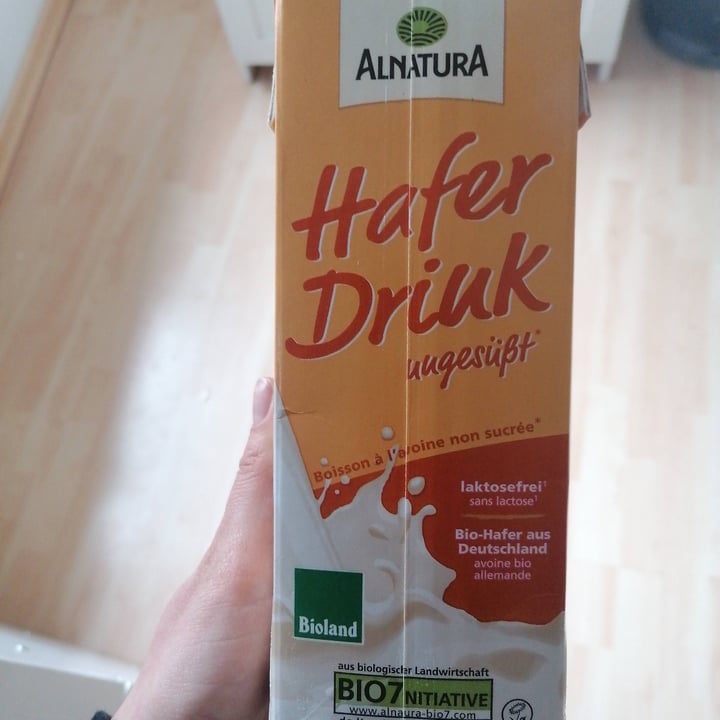 ALNATURA
Hafer
Drink
ungesüßt*
Boisson à l'avoine non sucrée*
laktosefrei¹
sans lactose¹
Bio-Hafer aus
Deutschland
avoine bio
allemande
Bioland
aus biologischer Landwirtschaft
BIO7NITIATIVE
www.alnaura-bio7.com